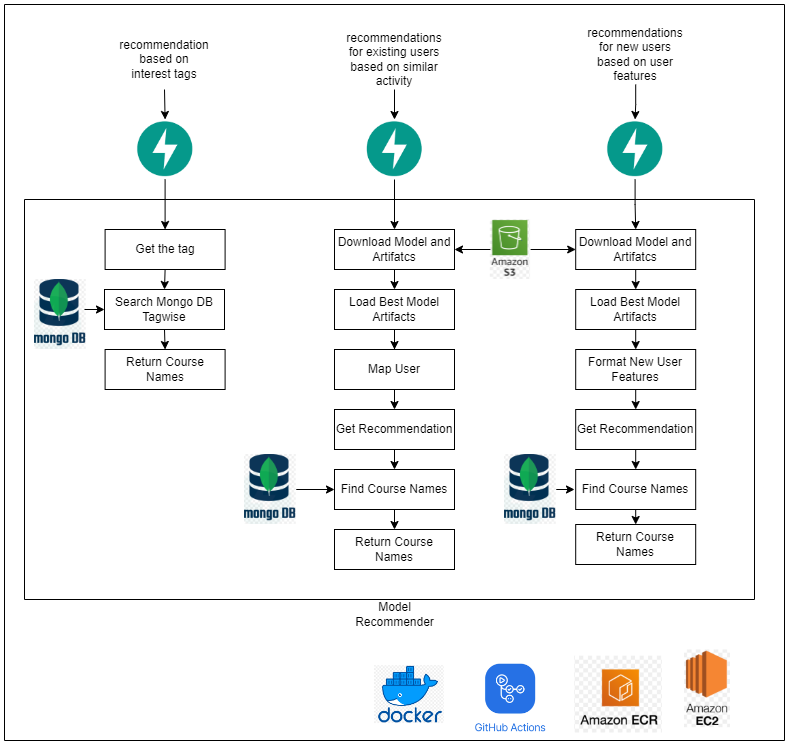 recommendation
based on
interest tags
recommendations
for existing users
based on similar
activity
recommendations
for new users
based on user
features
Get the tag
Search Mongo DB
Tagwise
Return Course
Names
mongo DB
Download Model and
Artifatcs
Load Best Model
Artifacts
Map User
Get Recommendation
Find Course Names
Return Course
Names
mongo DB
Amazon
S3
Download Model and
Artifatcs
Load Best Model
Artifacts
Format New User
Features
Get Recommendation
Find Course Names
Return Course
Names
mongo DB
Model
Recommender
docker
GitHub Actions
Amazon ECR
Amazon
EC2